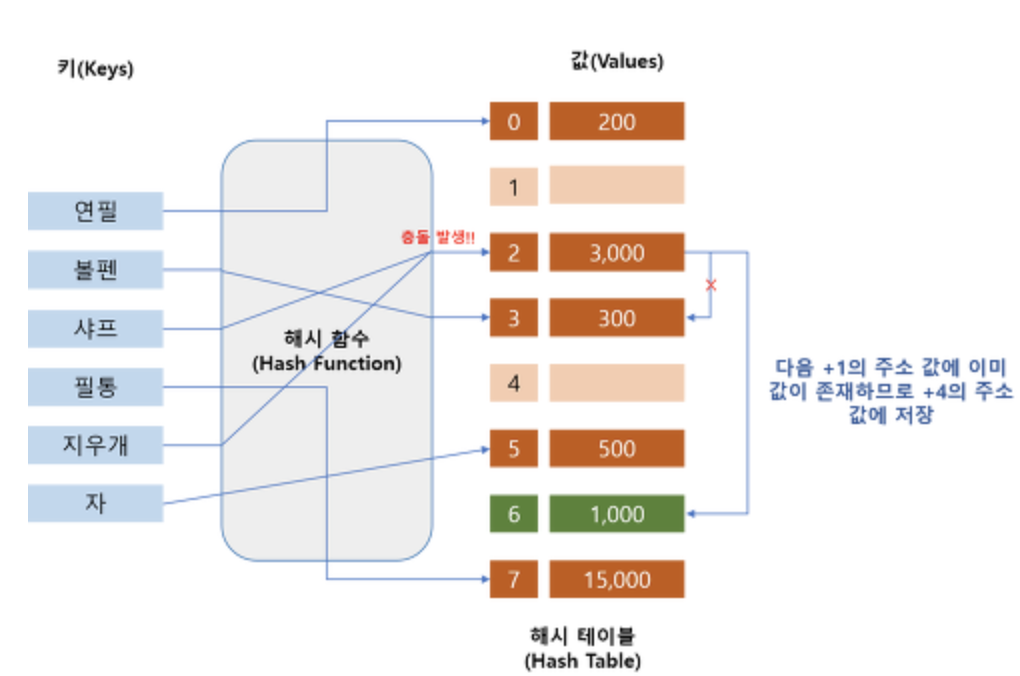 키(Keys)
값(Values)
0 200
1
연필
충돌 발생!!
2 3,000
볼펜
×
3 300
샤프
해시 함수
(Hash Function)
필통
4
다음 +1의 주소 값에 이미
값이 존재하므로 +4의 주소
값에 저장
지우개
5 500
자
6 1,000
7 15,000
해시 테이블
(Hash Table)